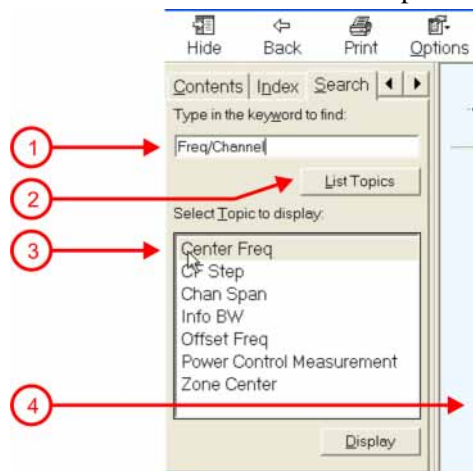 Hide Back Print Options
Contents Index Search
Type in the keyword to find:
1
Freq/Channel
2
List Topics
Select Topic to display:
3
Center Freq
CF Step
Chan Span
Info BW
Offset Freq
Power Control Measurement
Zone Center
4
Display